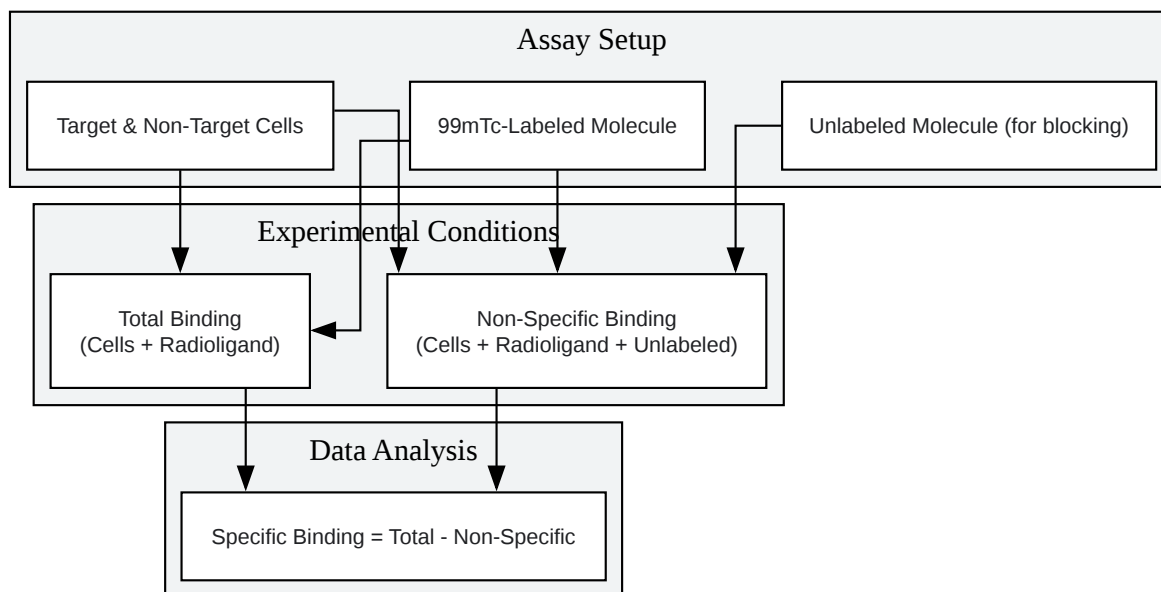 Assay Setup
Target & Non-Target Cells
99mTc-Labeled Molecule
Unlabeled Molecule (for blocking)
Experimental Conditions
Total Binding
(Cells + Radioligand)
Non-Specific Binding
(Cells + Radioligand + Unlabeled)
Data Analysis
Specific Binding = Total - Non-Specific